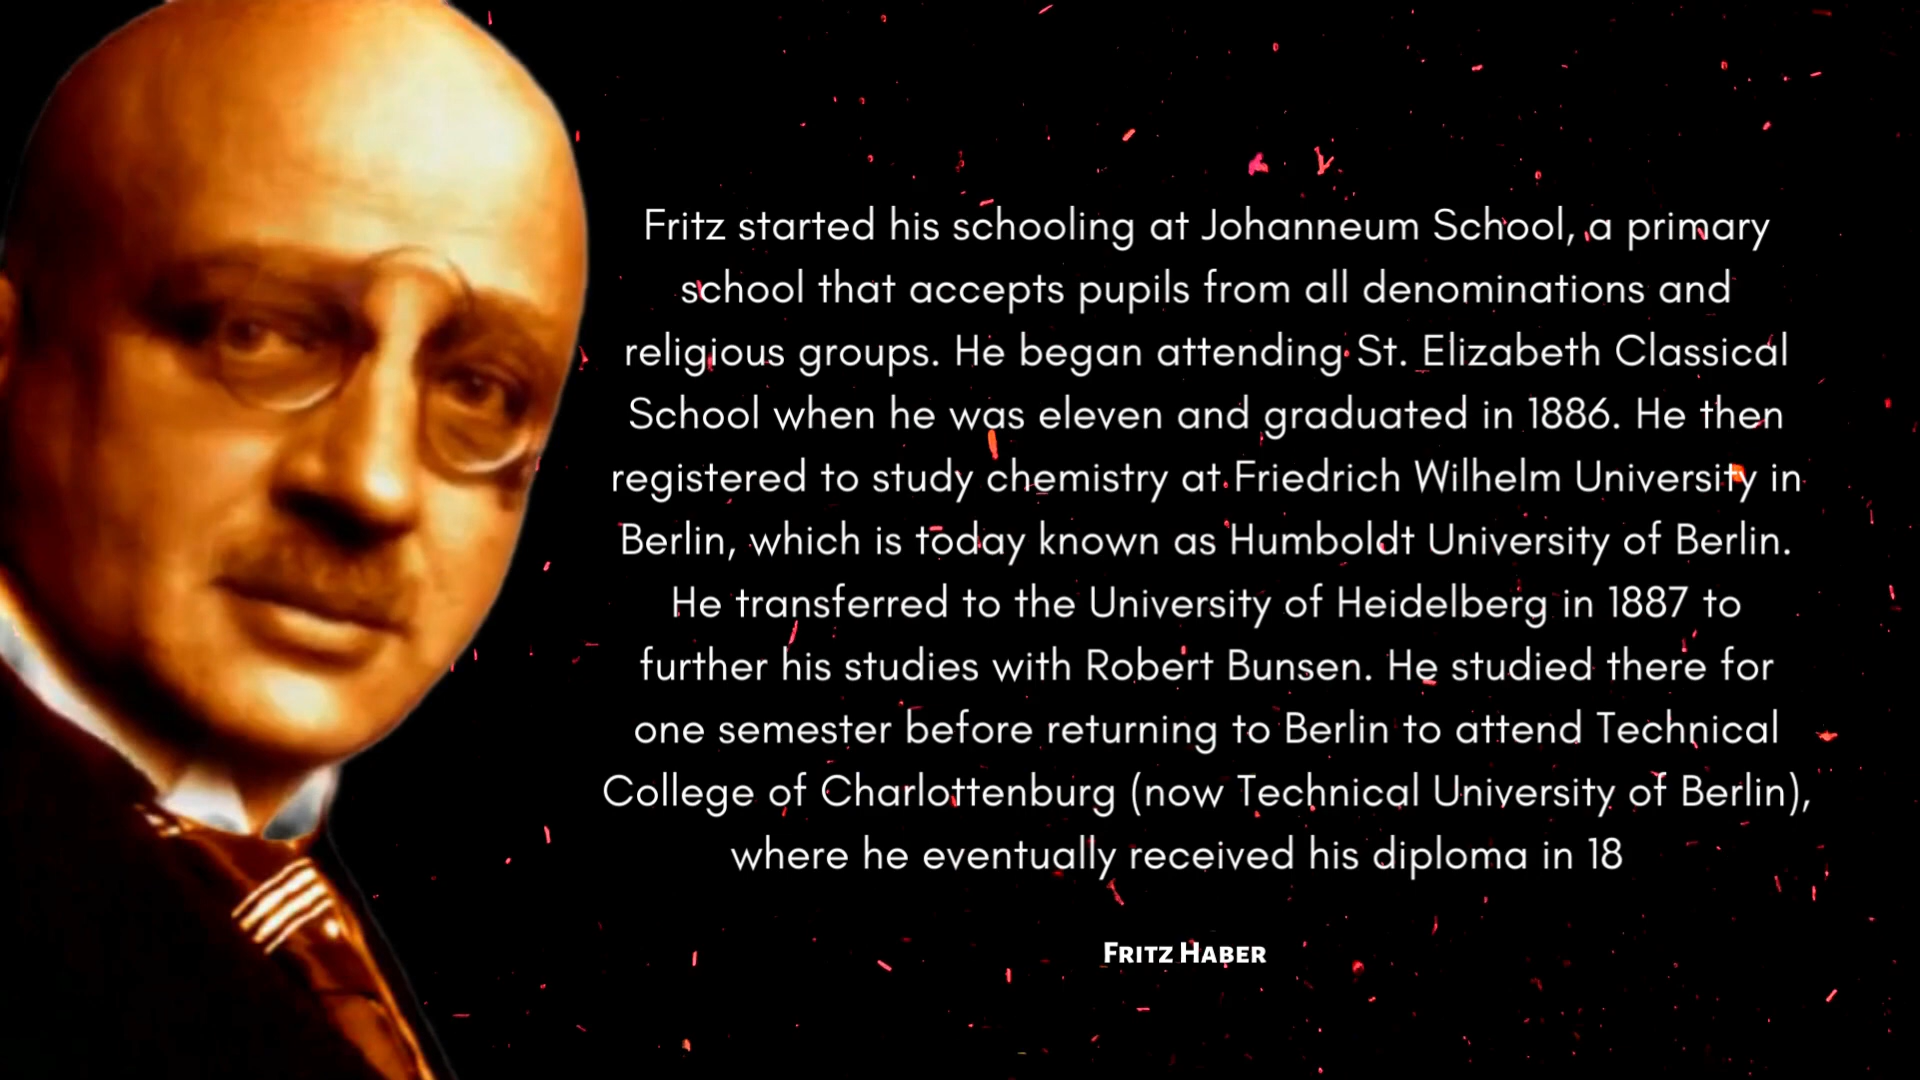 Fritz started his schooling at Johanneum School, a primary
school that accepts pupils from all denominations and
religious groups. He began attending St. Elizabeth Classical
School when he was eleven and graduated in 1886. He then
registered to study chemistry at Friedrich Wilhelm University in
Berlin, which is today known as Humboldt University of Berlin.
He transferred to the University of Heidelberg in 1887 to
further his studies with Robert Bunsen. He studied there for
one semester before returning to Berlin to attend Technical
College of Charlottenburg (now Technical University of Berlin),
where he eventually received his diploma in 18
Fritz Haber